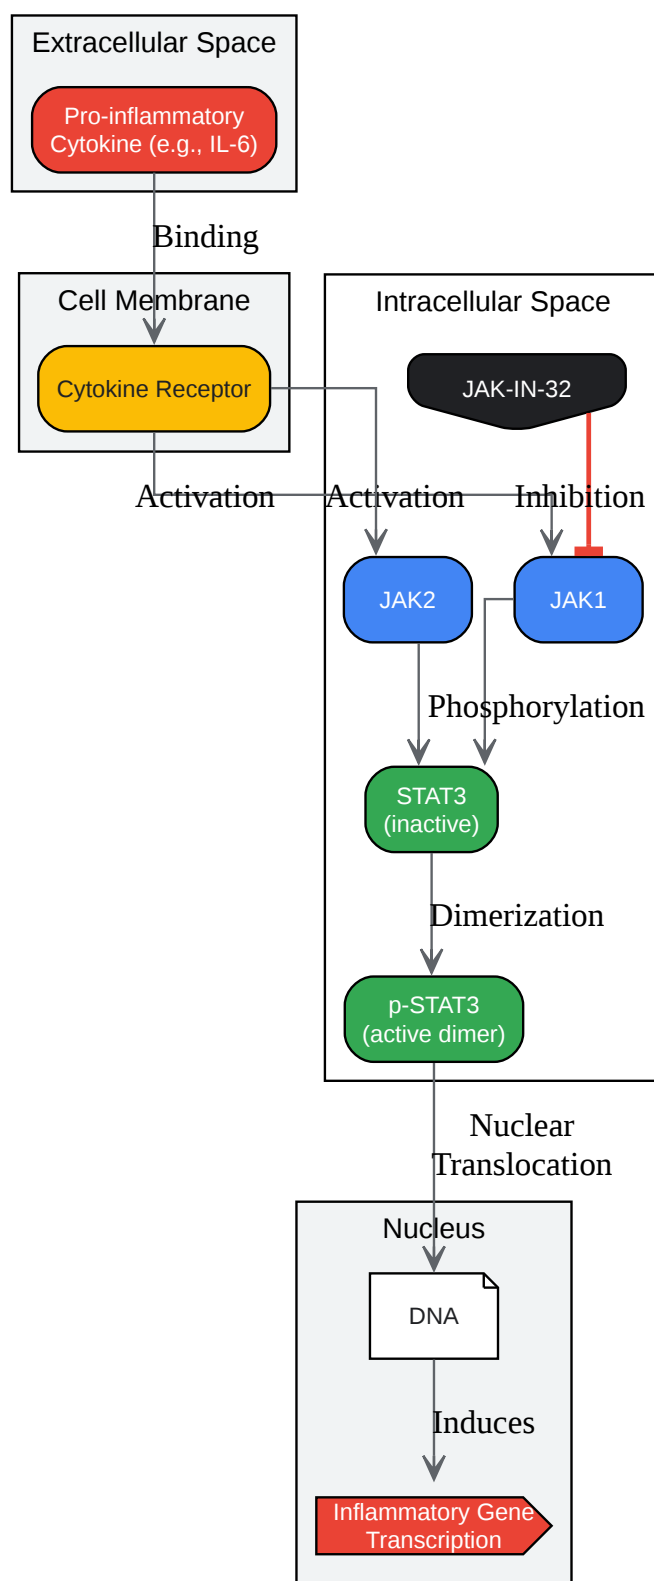 Extracellular Space
Pro-inflammatory
Cytokine (e.g., IL-6)
Binding
Cell Membrane
Intracellular Space
Cytokine Receptor
JAK-IN-32
Activation
Activation
Inhibition
JAK2
JAK1
Phosphorylation
STAT3
(inactive)
Dimerization
p-STAT3
(active dimer)
Nuclear
Translocation
Nucleus
DNA
Induces
Inflammatory Gene
Transcription